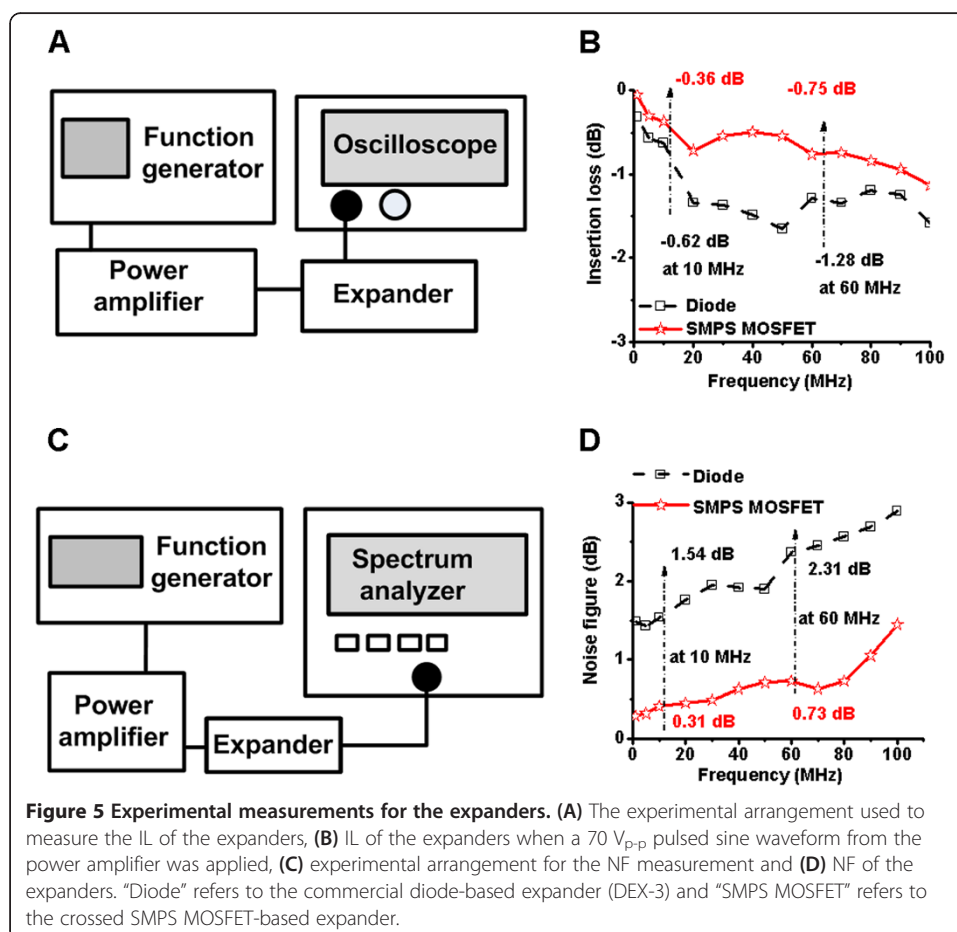 A
Function
generator
Oscilloscope
Power
amplifier
Expander
B
-0.36 dB
-0.75 dB
0
-1
-2
-3
Insertion loss (dB)
-0.62 dB
at 10 MHz
-1.28 dB
at 60 MHz
Diode
SMPS MOSFET
0 20 40 60 80 100
Frequency (MHz)
C
Function
generator
Spectrum
analyzer
Power
amplifier
Expander
D
Diode
SMPS MOSFET
3
2
1
0
Noise figure (dB)
1.54 dB
at 10 MHz
2.31 dB
at 60 MHz
0.31 dB
0.73 dB
0 20 40 60 80 100
Frequency (MHz)
Figure 5 Experimental measurements for the expanders. (A) The experimental arrangement used to
measure the IL of the expanders, (B) IL of the expanders when a 70 Vp-p pulsed sine waveform from the
power amplifier was applied, (C) experimental arrangement for the NF measurement and (D) NF of the
expanders. "Diode" refers to the commercial diode-based expander (DEX-3) and "SMPS MOSFET" refers to
the crossed SMPS MOSFET-based expander.